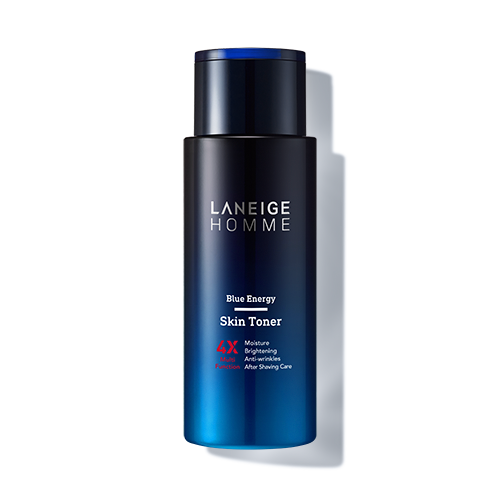 LANEIGE
HOMME
Blue Energy
Skin Toner
4X
Moisture
Brightening
Anti-wrinkles
After Shaving Care